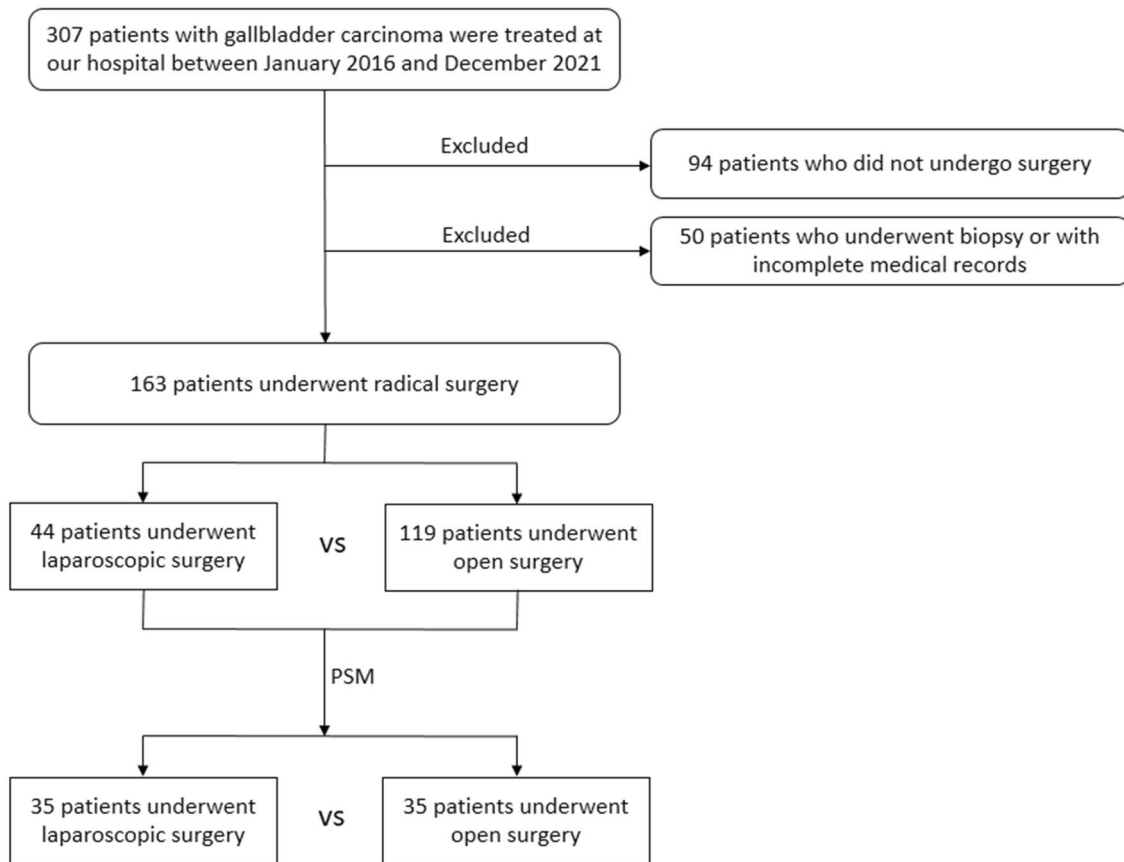 307 patients with gallbladder carcinoma were treated at
our hospital between January 2016 and December 2021
Excluded
94 patients who did not undergo surgery
Excluded
50 patients who underwent biopsy or with
incomplete medical records
163 patients underwent radical surgery
44 patients underwent
laparoscopic surgery
vs
119 patients underwent
open surgery
PSM
35 patients underwent
laparoscopic surgery
vs
35 patients underwent
open surgery